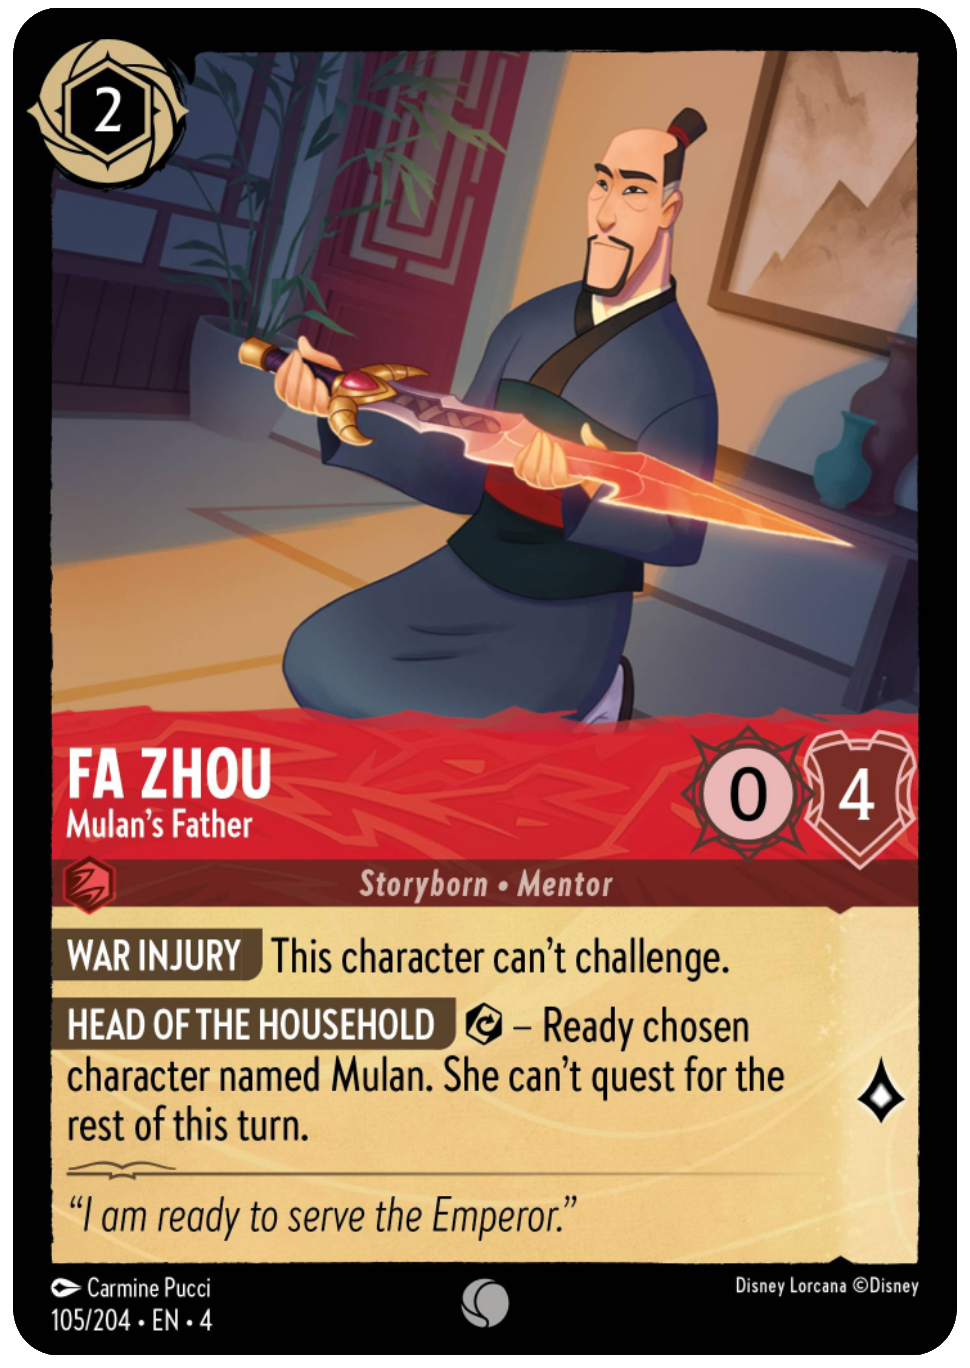 2
FA ZHOU
Mulan's Father
0
4
Storyborn • Mentor
WAR INJURY This character can't challenge.
HEAD OF THE HOUSEHOLD – Ready chosen
character named Mulan. She can't quest for the
rest of this turn.
“I am ready to serve the Emperor.”
Carmine Pucci
Disney Lorcana ©Disney
105/204 • EN • 4